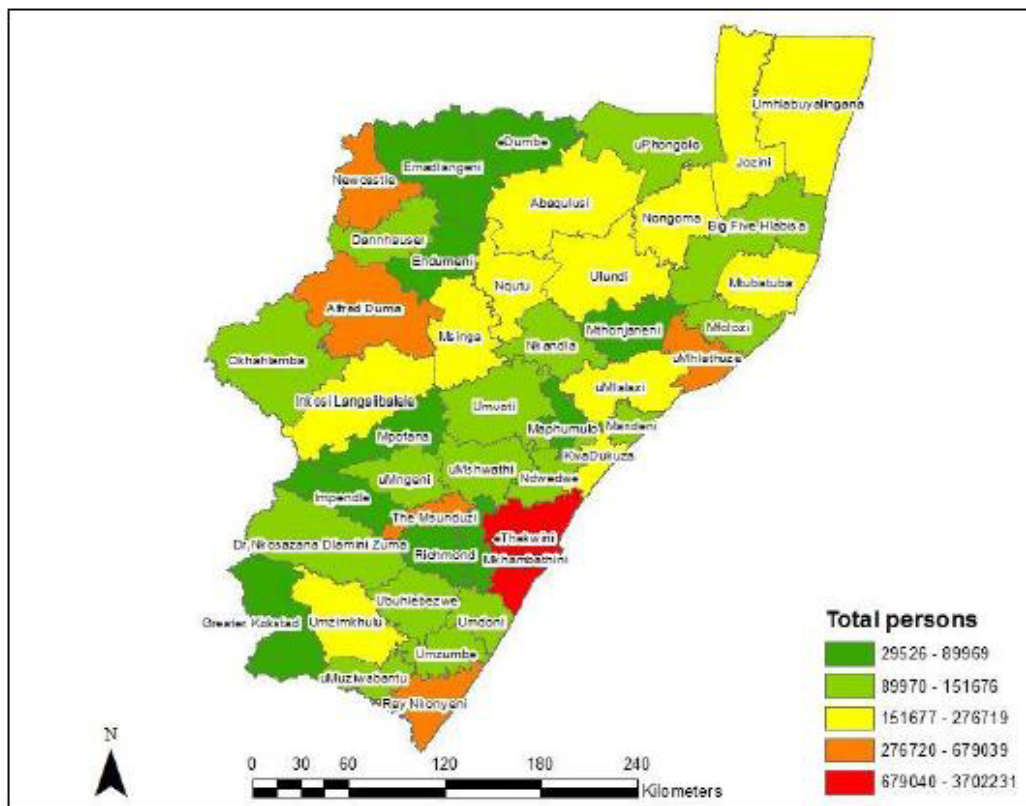 Umhlabuyalingana
eDumbe
uPhongolo
Emadlangeni
Jozini
Newcastle
Abaqulusi
Nongoma
Big Five Hlabisa
Dannhauser
Endumeni
Nqutu
Ulundi
Mtubatuba
Alfred Duma
Msinga
Mthonjaneni
Mfolozi
Nkandla
uMhlathuze
Okhahlamba
uMlalazi
Inkosi Langalibalele
Umvoti
Maphumulo
Mandeni
Mpofana
KwaDukuza
uMngeni
uMshwathi
Ndwedwe
Impendle
The Msunduzi
eThekwini
Dr Nkosazana Dlamini Zuma
Richmond
Mkhambathini
Ubuhlebezwe
Greater Kokstad
Umzimkhulu
Umdoni
Umzumbe
uMuziwabantu
Ray Nkonyeni
Total persons
29526 - 89969
89970 - 151676
151677 - 276719
276720 - 679039
679040 - 3702231
N
0 30 60 120 180 240
Kilometers